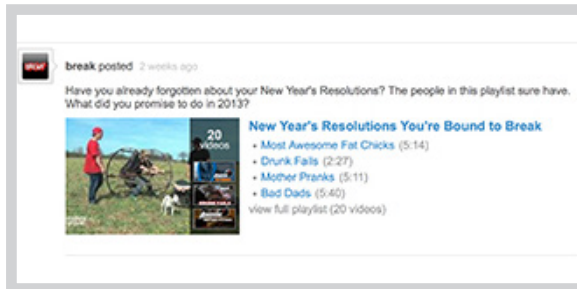 break posted 2 weeks ago
Have you already forgotten about your New Year's Resolutions? The people in this playlist sure have.
What did you promise to do in 2013?
20
videos
New Year's Resolutions You're Bound to Break
• Most Awesome Fat Chicks (5:14)
• Drunk Falls (2:27)
• Mother Pranks (5:11)
• Bad Dads (5:40)
view full playlist (20 videos)
DRUNK FALLS